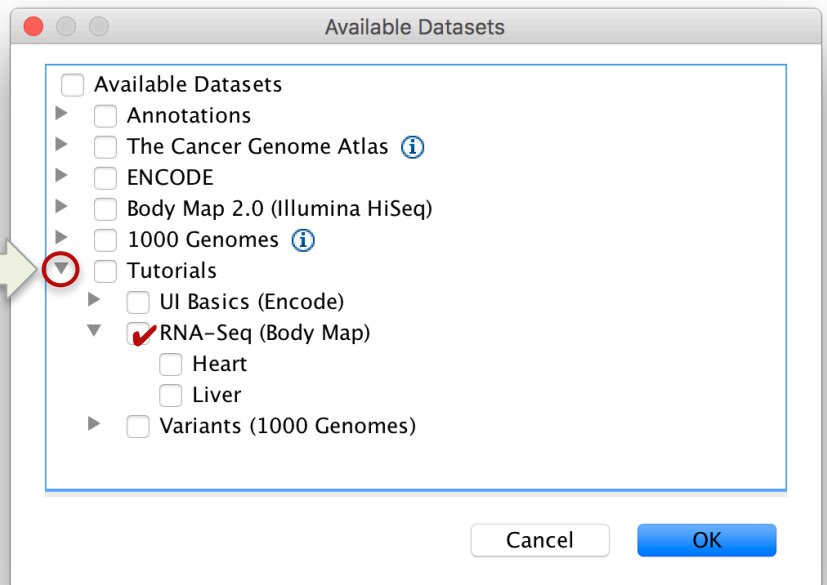 Available Datasets
Available Datasets
Annotations
The Cancer Genome Atlas
ENCODE
Body Map 2.0 (Illumina HiSeq)
1000 Genomes
Tutorials
UI Basics (Encode)
RNA-Seq (Body Map)
Heart
Liver
Variants (1000 Genomes)
Cancel OK